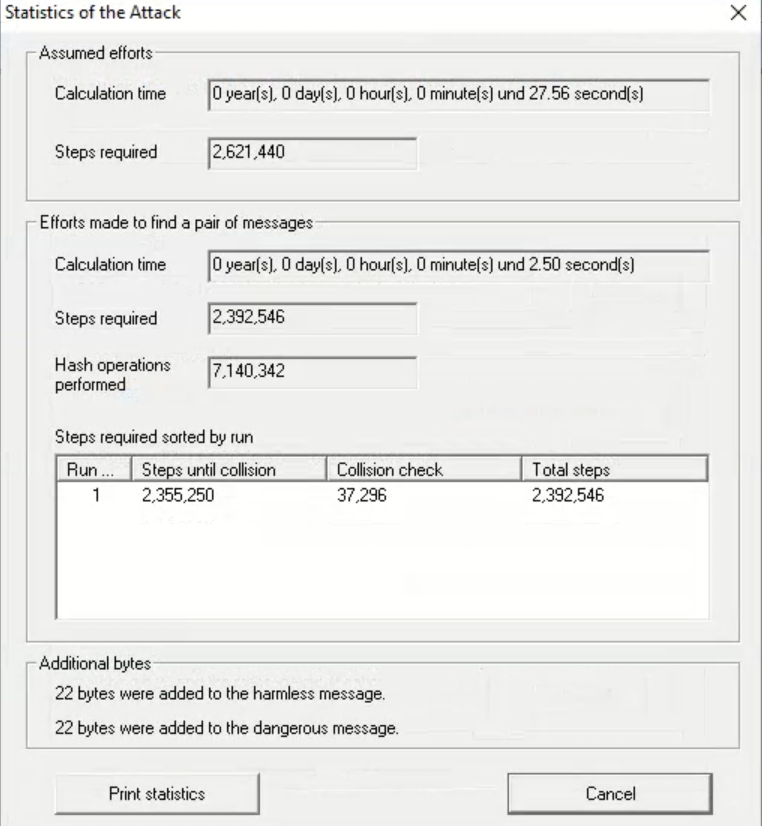 Statistics of the Attack
Assumed efforts
Calculation time 0 year(s), 0 day(s), 0 hour(s), 0 minute(s) und 27.56 second(s)
Steps required 2,621,440
Efforts made to find a pair of messages
Calculation time 0 year(s), 0 day(s), 0 hour(s), 0 minute(s) und 2.50 second(s)
Steps required 2,392,546
Hash operations
performed 7,140,342
Steps required sorted by run
Run ... Steps until collision Collision check Total steps
1 2,355,250 37,296 2,392,546
Additional bytes
22 bytes were added to the harmless message.
22 bytes were added to the dangerous message.
Print statistics Cancel